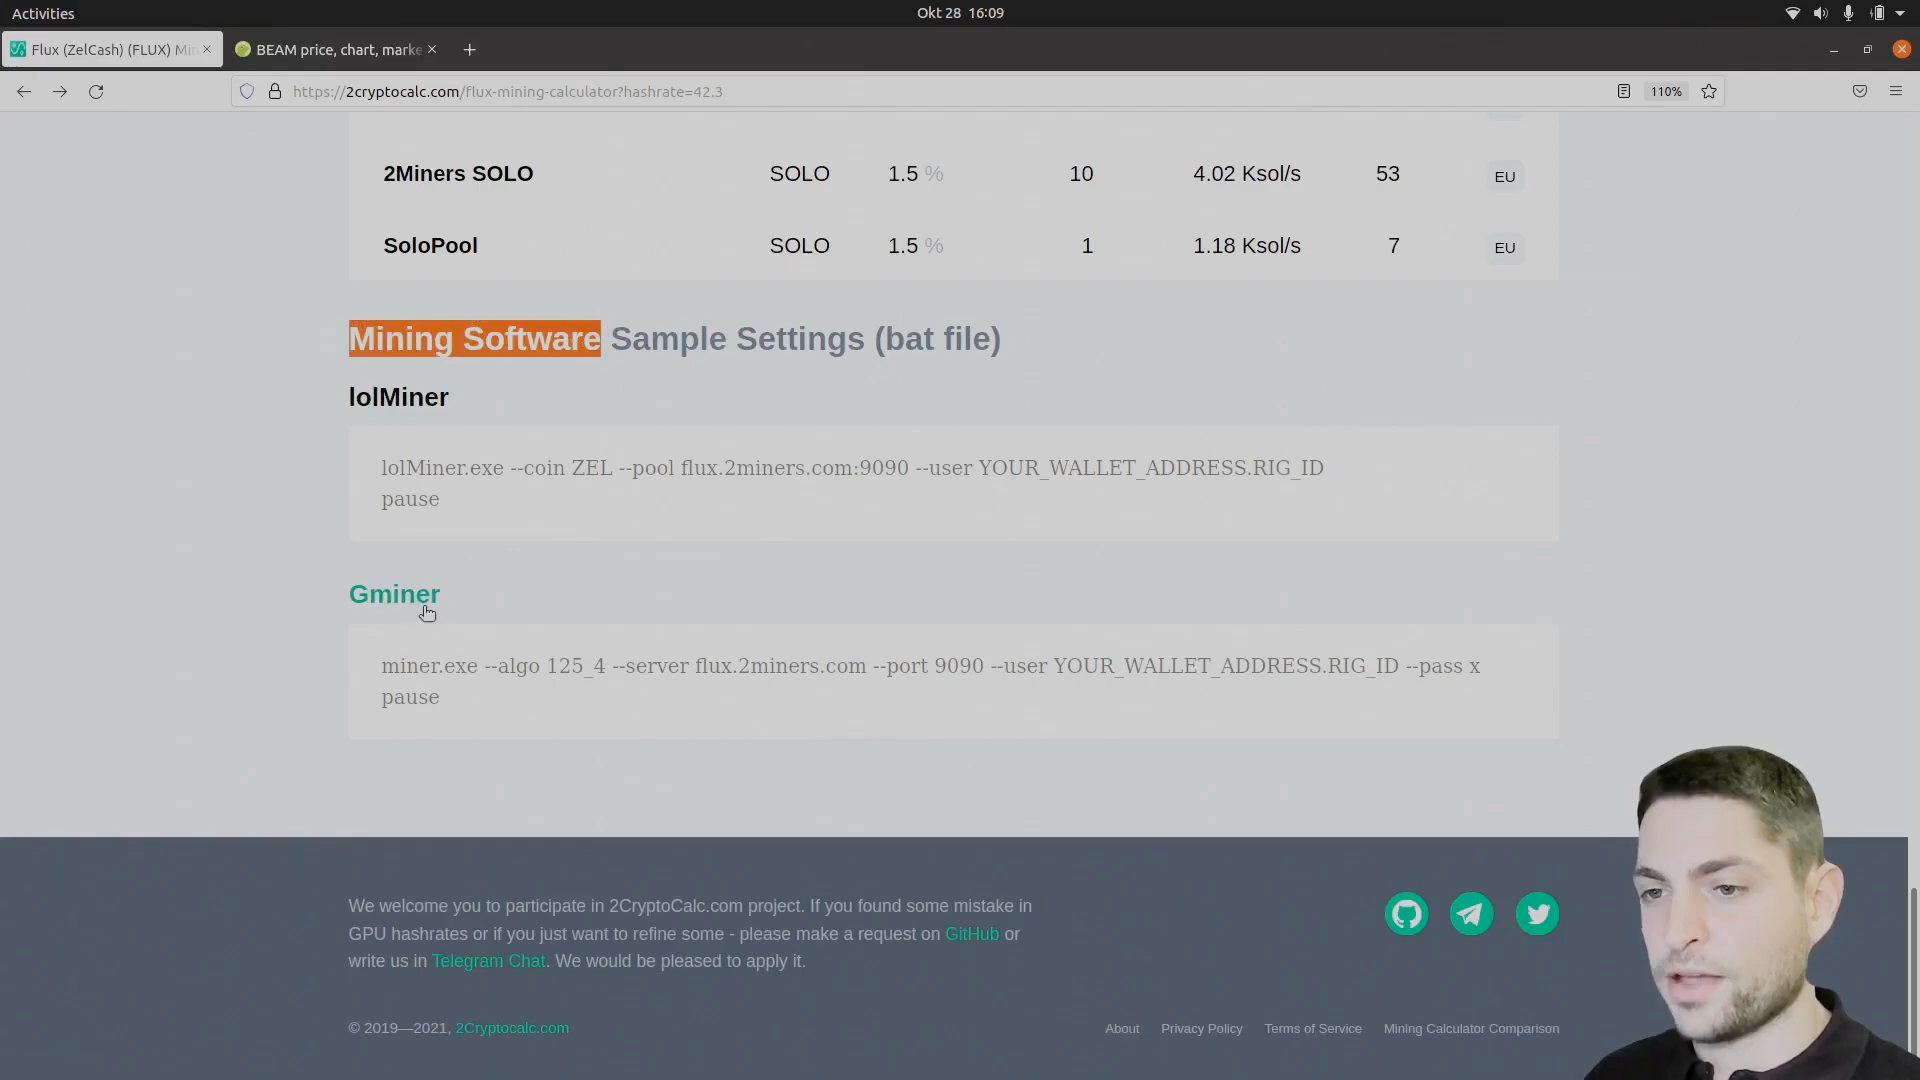 Activities
Okt 28 16:09
Flux (ZelCash) (FLUX) Min
BEAM price, chart, marke
https://2cryptocalc.com/flux-mining-calculator?hashrate=42.3
110%
2Miners SOLO SOLO 1.5 % 10 4.02 Ksol/s 53 EU
SoloPool SOLO 1.5 % 1 1.18 Ksol/s 7 EU
Mining Software Sample Settings (bat file)
lolMiner
lolMiner.exe --coin ZEL --pool flux.2miners.com:9090 --user YOUR_WALLET_ADDRESS.RIG_ID
pause
Gminer
miner.exe --algo 125_4 --server flux.2miners.com --port 9090 --user YOUR_WALLET_ADDRESS.RIG_ID --pass x
pause
We welcome you to participate in 2CryptoCalc.com project. If you found some mistake in
GPU hashrates or if you just want to refine some - please make a request on GitHub or
write us in Telegram Chat. We would be pleased to apply it.
© 2019—2021, 2Cryptocalc.com
About Privacy Policy Terms of Service Mining Calculator Comparison